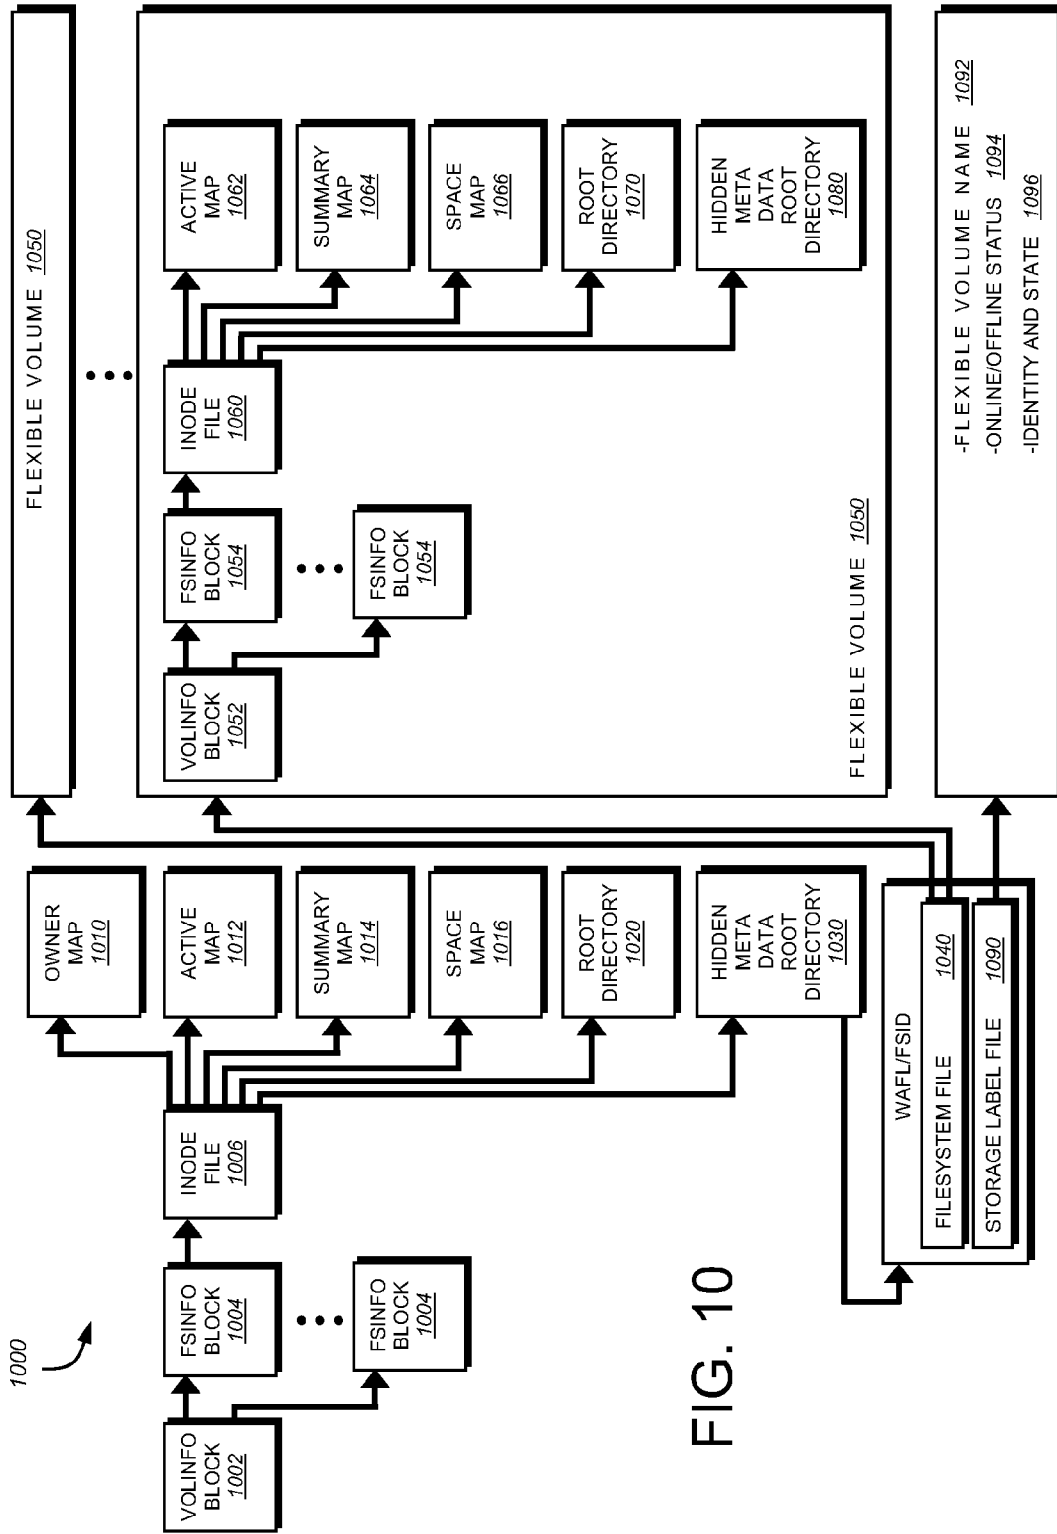 1000
VOLINFO
BLOCK
1002
FSINFO
BLOCK
1004
FSINFO
BLOCK
1004
INODE
FILE
1006
OWNER
MAP
1010
ACTIVE
MAP
1012
SUMMARY
MAP
1014
SPACE
MAP
1016
ROOT
DIRECTORY
1020
HIDDEN
META
DATA
ROOT
DIRECTORY
1030
WAFL/FSID
FILESYSTEM FILE 1040
STORAGE LABEL FILE 1090
FLEXIBLE VOLUME 1050
VOLINFO
BLOCK
1052
FSINFO
BLOCK
1054
FSINFO
BLOCK
1054
INODE
FILE
1060
ACTIVE
MAP
1062
SUMMARY
MAP
1064
SPACE
MAP
1066
ROOT
DIRECTORY
1070
HIDDEN
META
DATA
ROOT
DIRECTORY
1080
FLEXIBLE VOLUME 1050
-FLEXIBLE VOLUME NAME 1092
-ONLINE/OFFLINE STATUS 1094
-IDENTITY AND STATE 1096
FIG. 10